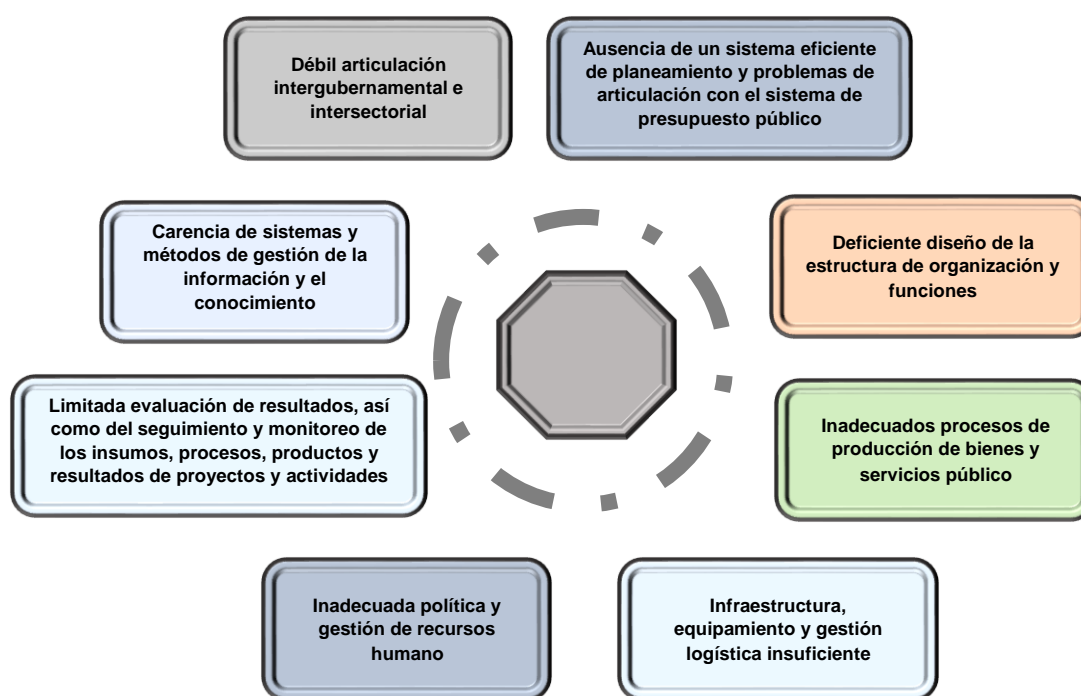 Débil articulación
intergubernamental e
intersectorial
Ausencia de un sistema eficiente
de planeamiento y problemas de
articulación con el sistema de
presupuesto público
Carencia de sistemas y
métodos de gestión de la
información y el
conocimiento
Deficiente diseño de la
estructura de organización y
funciones
Limitada evaluación de resultados, así
como del seguimiento y monitoreo de
los insumos, procesos, productos y
resultados de proyectos y actividades
Inadecuados procesos de
producción de bienes y
servicios público
Inadecuada política y
gestión de recursos
humano
Infraestructura,
equipamiento y gestión
logística insuficiente